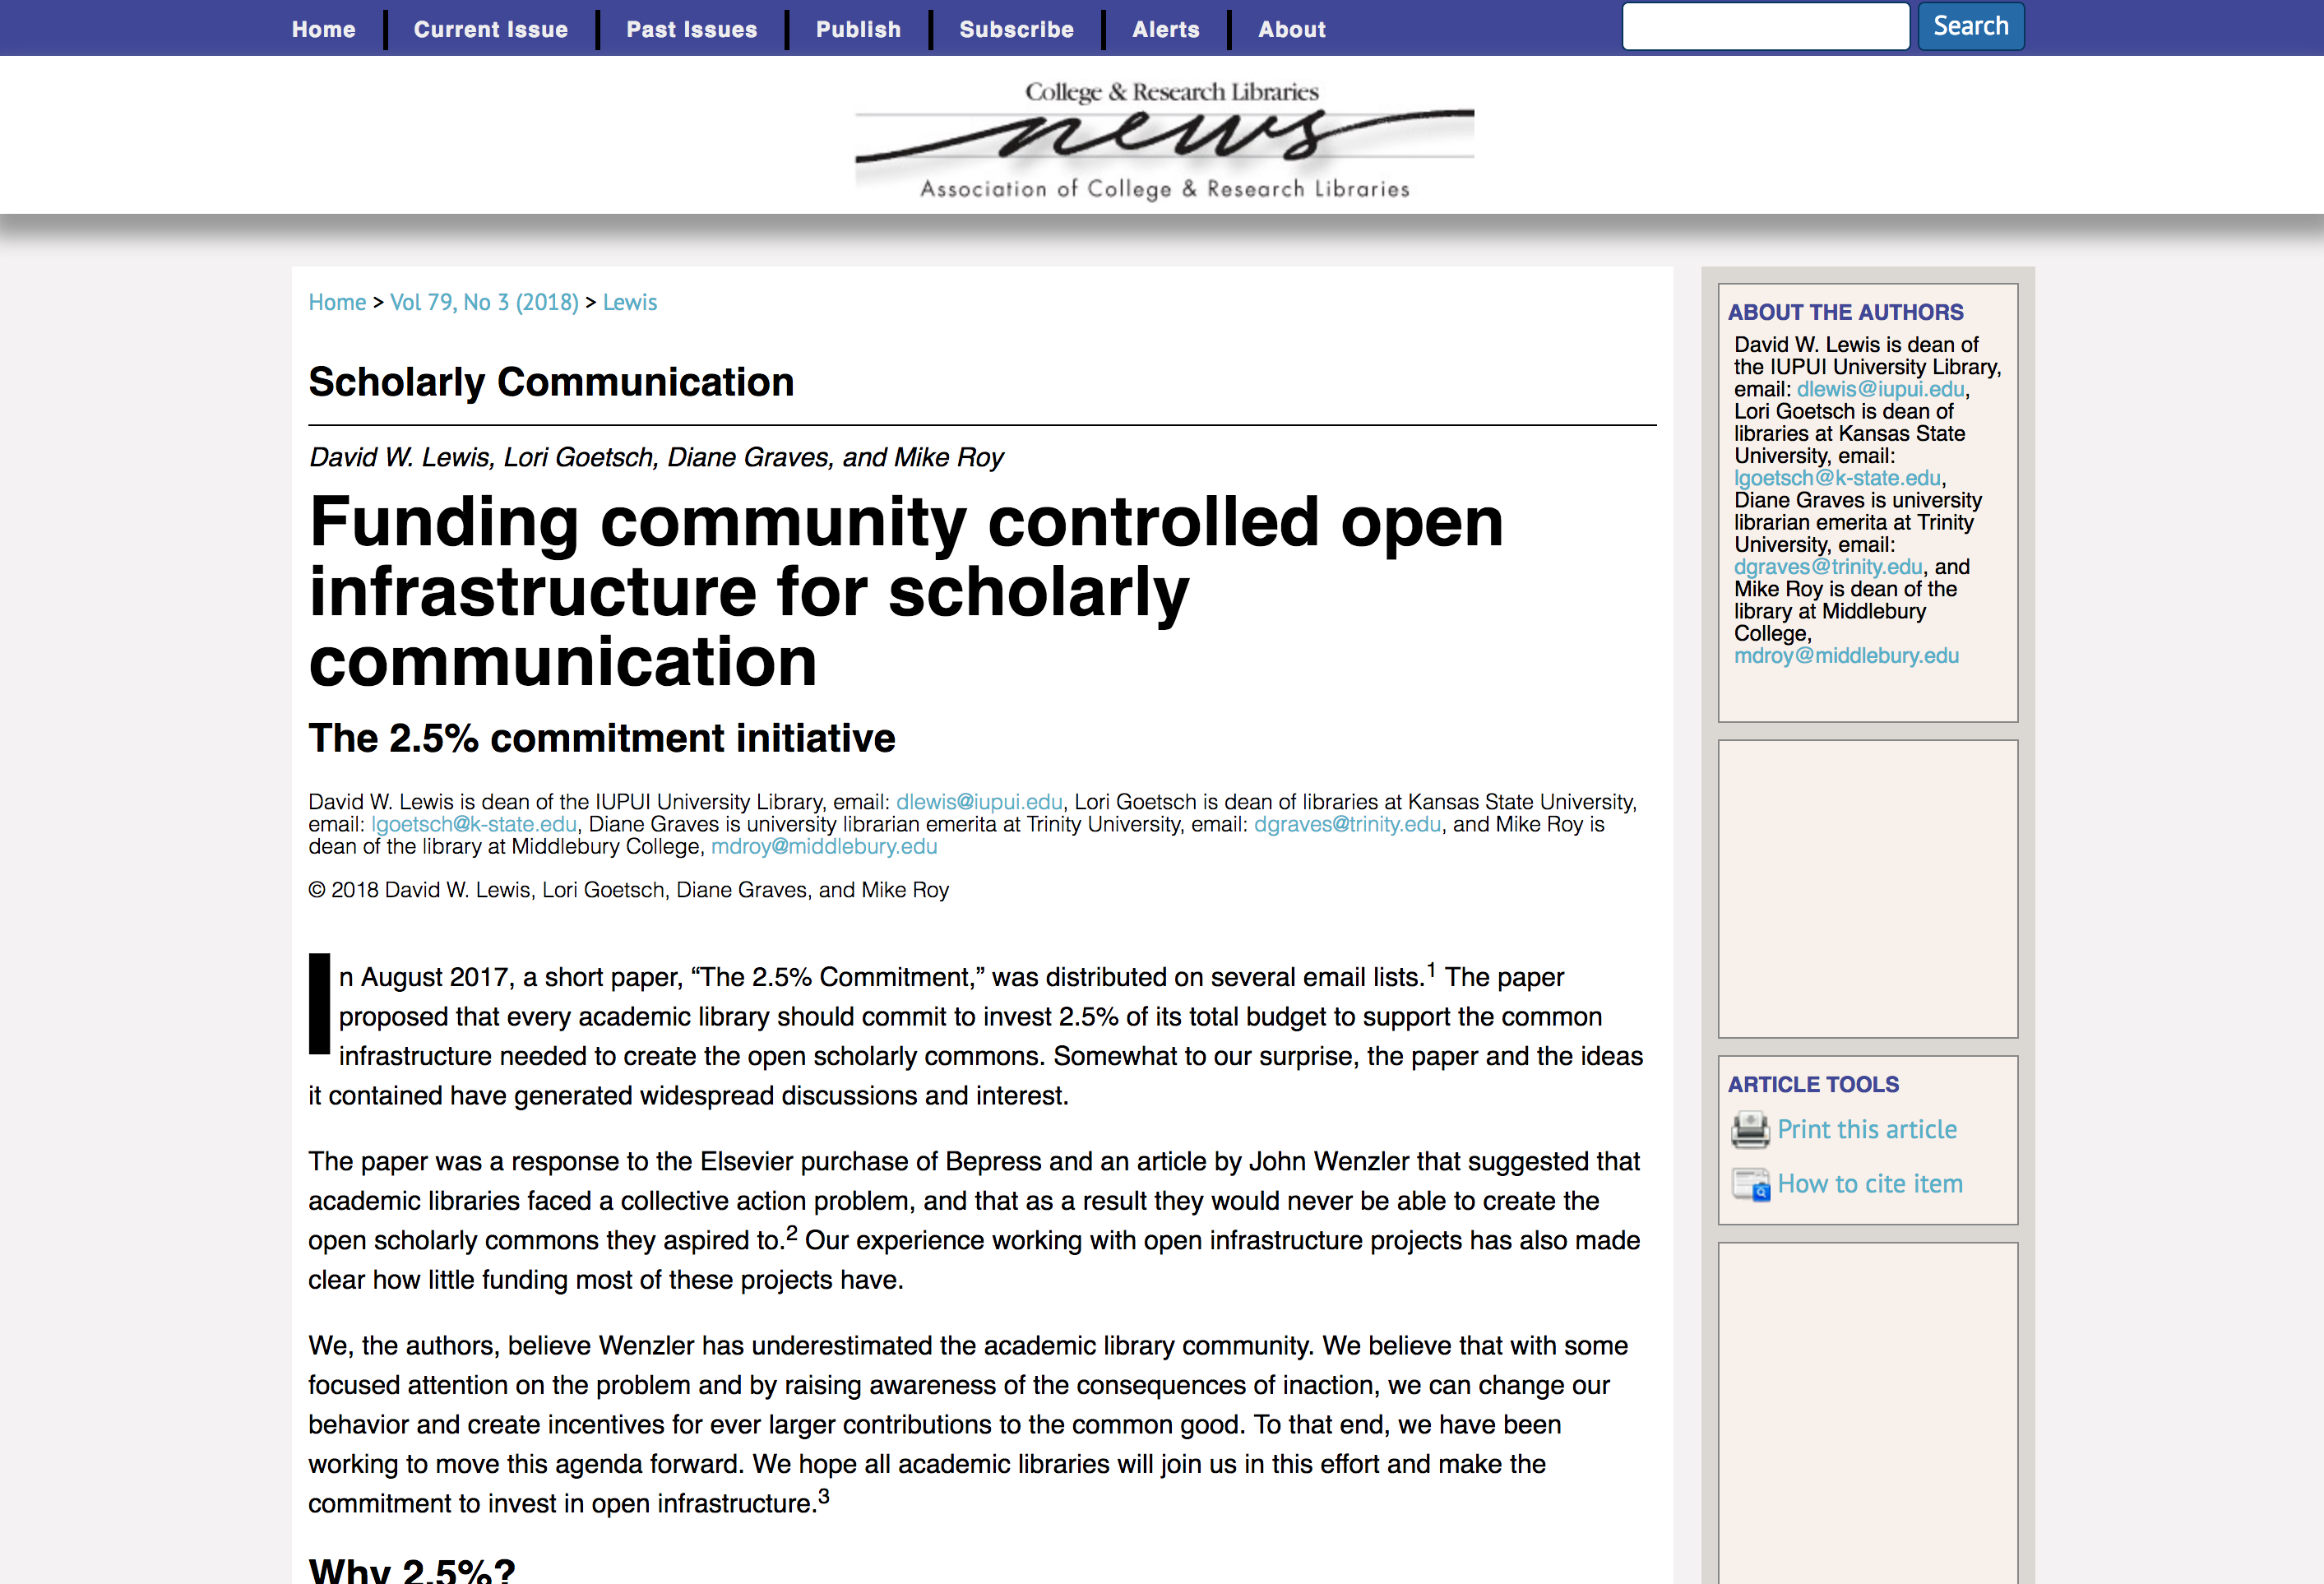 Home Current Issue Past Issues Publish Subscribe Alerts About Search
College & Research Libraries
news
Association of College & Research Libraries
Home > Vol 79, No 3 (2018) > Lewis
Scholarly Communication
David W. Lewis, Lori Goetsch, Diane Graves, and Mike Roy
Funding community controlled open
infrastructure for scholarly
communication
The 2.5% commitment initiative
David W. Lewis is dean of the IUPUI University Library, email: dlewis@iupui.edu, Lori Goetsch is dean of libraries at Kansas State University,
email: lgoetsch@k-state.edu, Diane Graves is university librarian emerita at Trinity University, email: dgraves@trinity.edu, and Mike Roy is
dean of the library at Middlebury College, mdroy@middlebury.edu
© 2018 David W. Lewis, Lori Goetsch, Diane Graves, and Mike Roy
In August 2017, a short paper, “The 2.5% Commitment,” was distributed on several email lists.1 The paper
proposed that every academic library should commit to invest 2.5% of its total budget to support the common
infrastructure needed to create the open scholarly commons. Somewhat to our surprise, the paper and the ideas
it contained have generated widespread discussions and interest.
The paper was a response to the Elsevier purchase of Bepress and an article by John Wenzler that suggested that
academic libraries faced a collective action problem, and that as a result they would never be able to create the
open scholarly commons they aspired to.2 Our experience working with open infrastructure projects has also made
clear how little funding most of these projects have.
We, the authors, believe Wenzler has underestimated the academic library community. We believe that with some
focused attention on the problem and by raising awareness of the consequences of inaction, we can change our
behavior and create incentives for ever larger contributions to the common good. To that end, we have been
working to move this agenda forward. We hope all academic libraries will join us in this effort and make the
commitment to invest in open infrastructure.3
Why 2.5%?
ABOUT THE AUTHORS
David W. Lewis is dean of
the IUPUI University Library,
email: dlewis@iupui.edu,
Lori Goetsch is dean of
libraries at Kansas State
University, email:
lgoetsch@k-state.edu,
Diane Graves is university
librarian emerita at Trinity
University, email:
dgraves@trinity.edu, and
Mike Roy is dean of the
library at Middlebury
College,
mdroy@middlebury.edu
ARTICLE TOOLS
Print this article
How to cite item